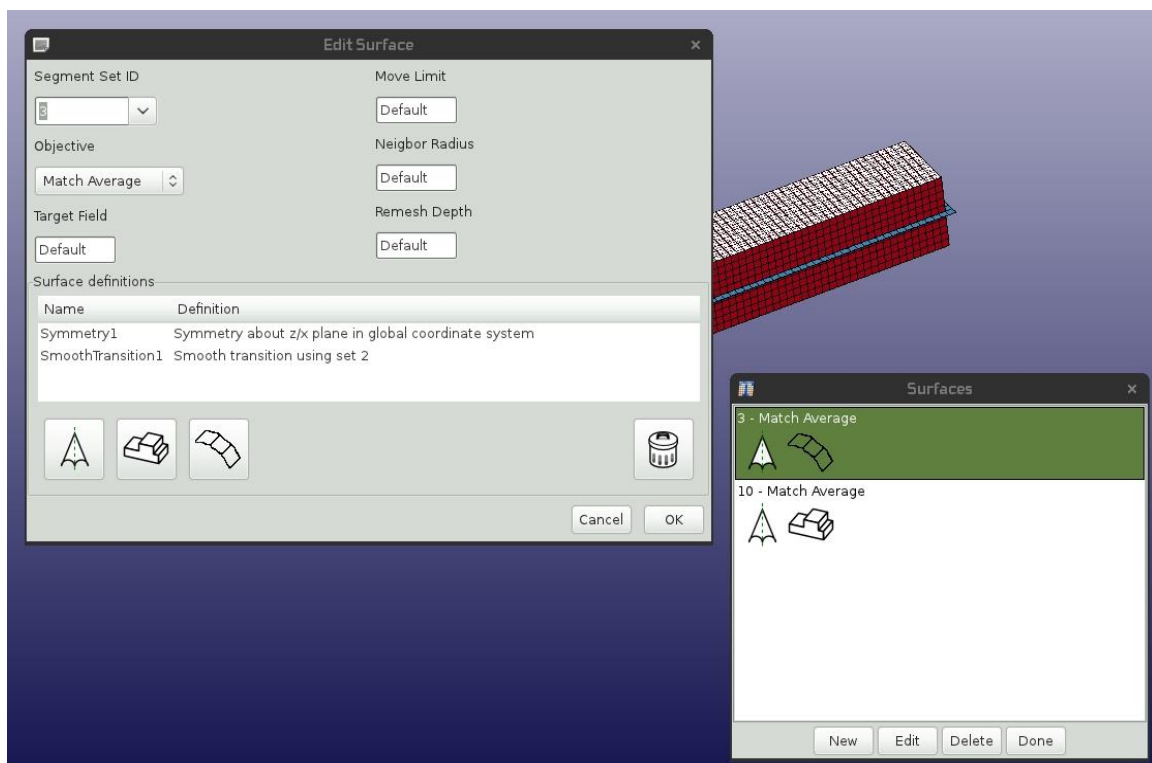 Edit Surface
Segment Set ID
3
Objective
Match Average
Target Field
Default
Move Limit
Default
Neigbor Radius
Default
Remesh Depth
Default
Surface definitions
Name Definition
Symmetry1 Symmetry about z/x plane in global coordinate system
SmoothTransition1 Smooth transition using set 2
Cancel OK
Surfaces
3 - Match Average
10 - Match Average
New Edit Delete Done